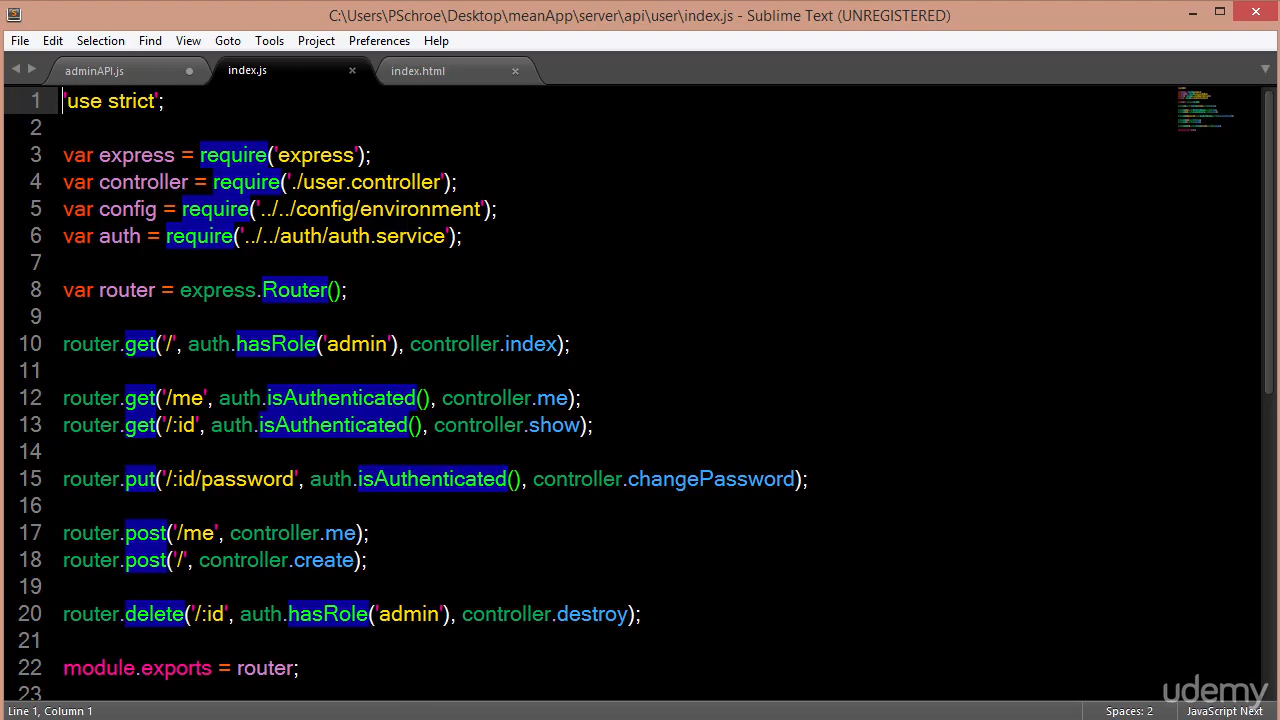 C:\Users\PSchroe\Desktop\meanApp\server\api\user\index.js - Sublime Text (UNREGISTERED)
File Edit Selection Find View Goto Tools Project Preferences Help
adminAPI.js index.js index.html
1 'use strict';
2
3 var express = require('express');
4 var controller = require('./user.controller');
5 var config = require('../../config/environment');
6 var auth = require('../../auth/auth.service');
7
8 var router = express.Router();
9
10 router.get('/', auth.hasRole('admin'), controller.index);
11
12 router.get('/me', auth.isAuthenticated(), controller.me);
13 router.get('/:id', auth.isAuthenticated(), controller.show);
14
15 router.put('/:id/password', auth.isAuthenticated(), controller.changePassword);
16
17 router.post('/me', controller.me);
18 router.post('/', controller.create);
19
20 router.delete('/:id', auth.hasRole('admin'), controller.destroy);
21
22 module.exports = router;
23
udemy
Line 1, Column 1 Spaces: 2 JavaScript Next